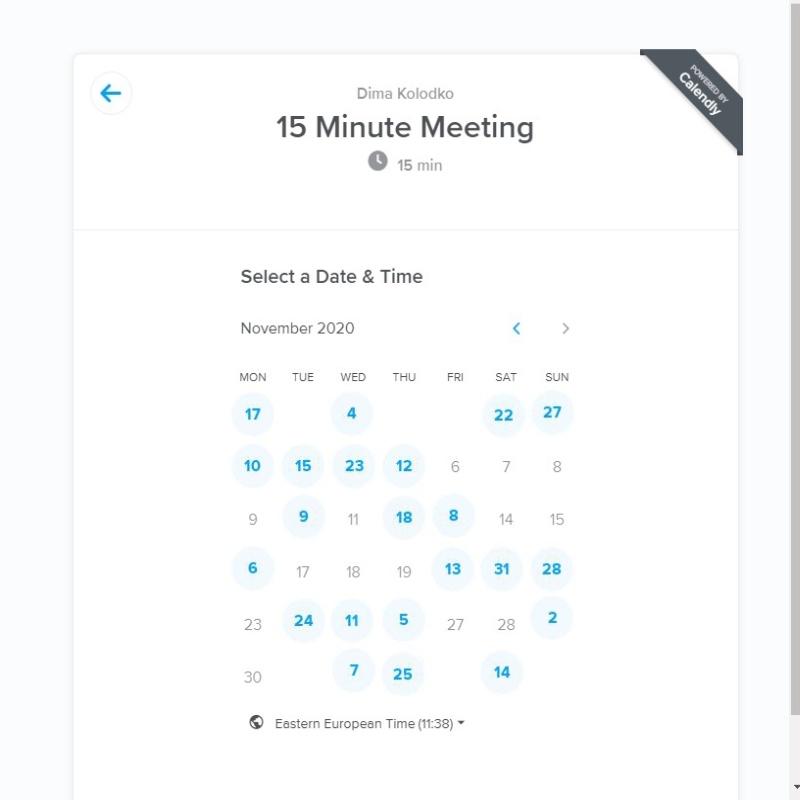 POWERED BY
Calendly
Dima Kolodko
15 Minute Meeting
15 min
Select a Date & Time
November 2020
MON TUE WED THU FRI SAT SUN
17 4 22 27
10 15 23 12 6 7 8
9 9 11 18 8 14 15
6 17 18 19 13 31 28
23 24 11 5 27 28 2
30 7 25 14
Eastern European Time (11:38)